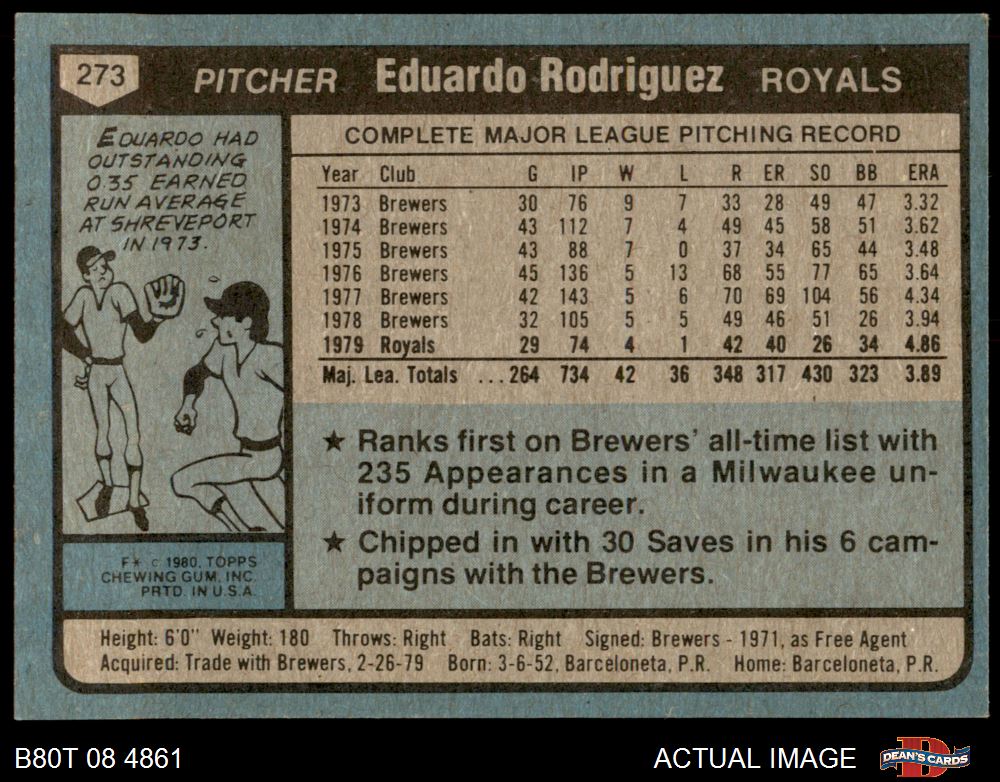 273 PITCHER Eduardo Rodriguez ROYALS
EDUARDO HAD
OUTSTANDING
0.35 EARNED
RUN AVERAGE
AT SHREVEPORT
IN 1973.
F* © 1980. TOPPS
CHEWING GUM, INC.
PRTD. IN U.S.A.
COMPLETE MAJOR LEAGUE PITCHING RECORD
Year Club G IP W L R ER SO BB ERA
1973 Brewers 30 76 9 7 33 28 49 47 3.32
1974 Brewers 43 112 7 4 49 45 58 51 3.62
1975 Brewers 43 88 7 0 37 34 65 44 3.48
1976 Brewers 45 136 5 13 68 55 77 65 3.64
1977 Brewers 42 143 5 6 70 69 104 56 4.34
1978 Brewers 32 105 5 5 49 46 51 26 3.94
1979 Royals 29 74 4 1 42 40 26 34 4.86
Maj. Lea. Totals ...264 734 42 36 348 317 430 323 3.89
★ Ranks first on Brewers' all-time list with
235 Appearances in a Milwaukee un-
iform during career.
★ Chipped in with 30 Saves in his 6 cam-
paigns with the Brewers.
Height: 6'0" Weight: 180 Throws: Right Bats: Right Signed: Brewers - 1971, as Free Agent
Acquired: Trade with Brewers, 2-26-79 Born: 3-6-52, Barceloneta, P.R. Home: Barceloneta, P.R.
B80T 08 4861 ACTUAL IMAGE DEAN'S CARDS